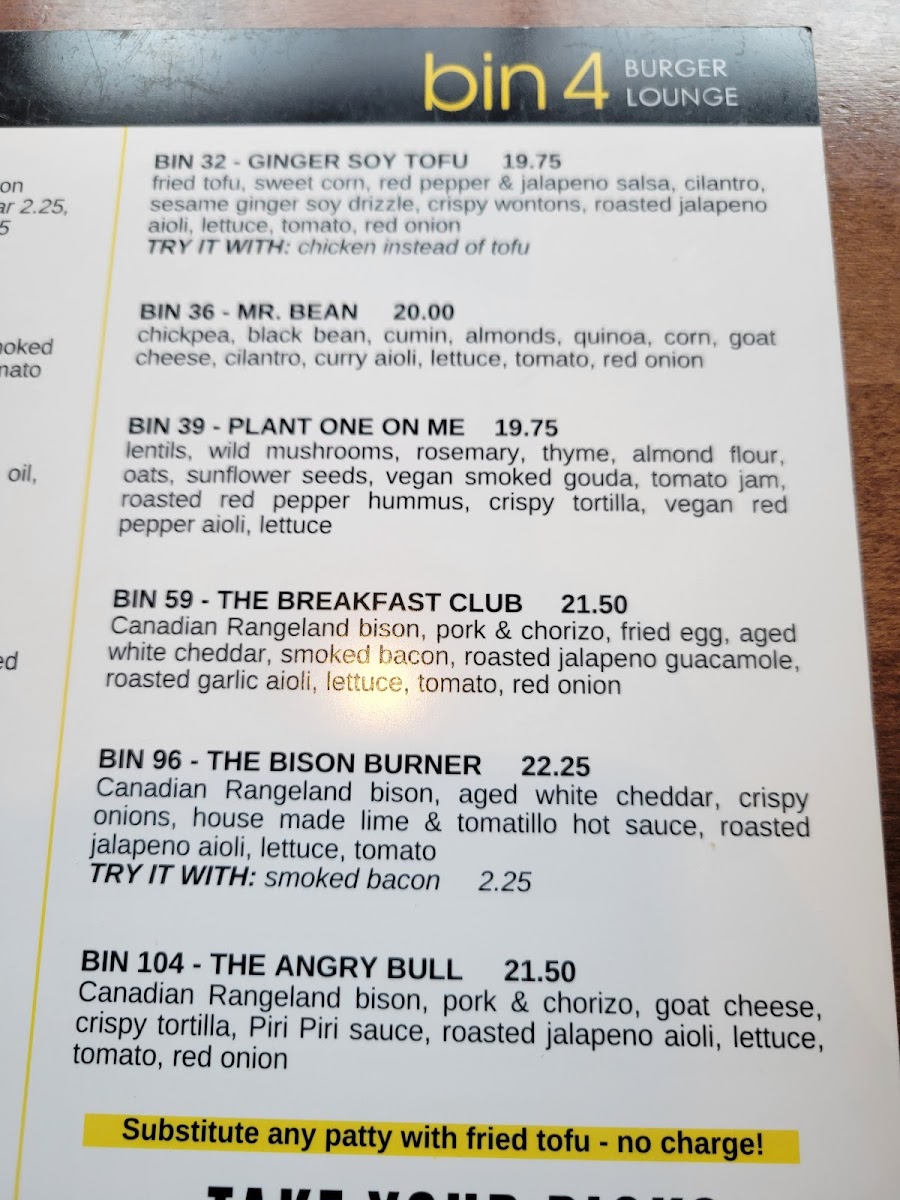 bin 4 BURGER
LOUNGE
on
ar 2.25,
5
oil,
BIN 32 - GINGER SOY TOFU 19.75
fried tofu, sweet corn, red pepper & jalapeno salsa, cilantro,
sesame ginger soy drizzle, crispy wontons, roasted jalapeno
aioli, lettuce, tomato, red onion
TRY IT WITH: chicken instead of tofu
BIN 36 - MR. BEAN 20.00
chickpea, black bean, cumin, almonds, quinoa, corn, goat
cheese, cilantro, curry aioli, lettuce, tomato, red onion
BIN 39 - PLANT ONE ON ME 19.75
lentils, wild mushrooms, rosemary, thyme, almond flour,
oats, sunflower seeds, vegan smoked gouda, tomato jam,
roasted red pepper hummus, crispy tortilla, vegan red
pepper aioli, lettuce
BIN 59 - THE BREAKFAST CLUB 21.50
Canadian Rangeland bison, pork & chorizo, fried egg, aged
white cheddar, smoked bacon, roasted jalapeno guacamole,
roasted garlic aioli, lettuce, tomato, red onion
BIN 96 - THE BISON BURNER 22.25
Canadian Rangeland bison, aged white cheddar, crispy
onions, house made lime & tomatillo hot sauce, roasted
jalapeno aioli, lettuce, tomato
TRY IT WITH: smoked bacon 2.25
BIN 104 - THE ANGRY BULL 21.50
Canadian Rangeland bison, pork & chorizo, goat cheese,
crispy tortilla, Piri Piri sauce, roasted jalapeno aioli, lettuce,
tomato, red onion
Substitute any patty with fried tofu - no charge!